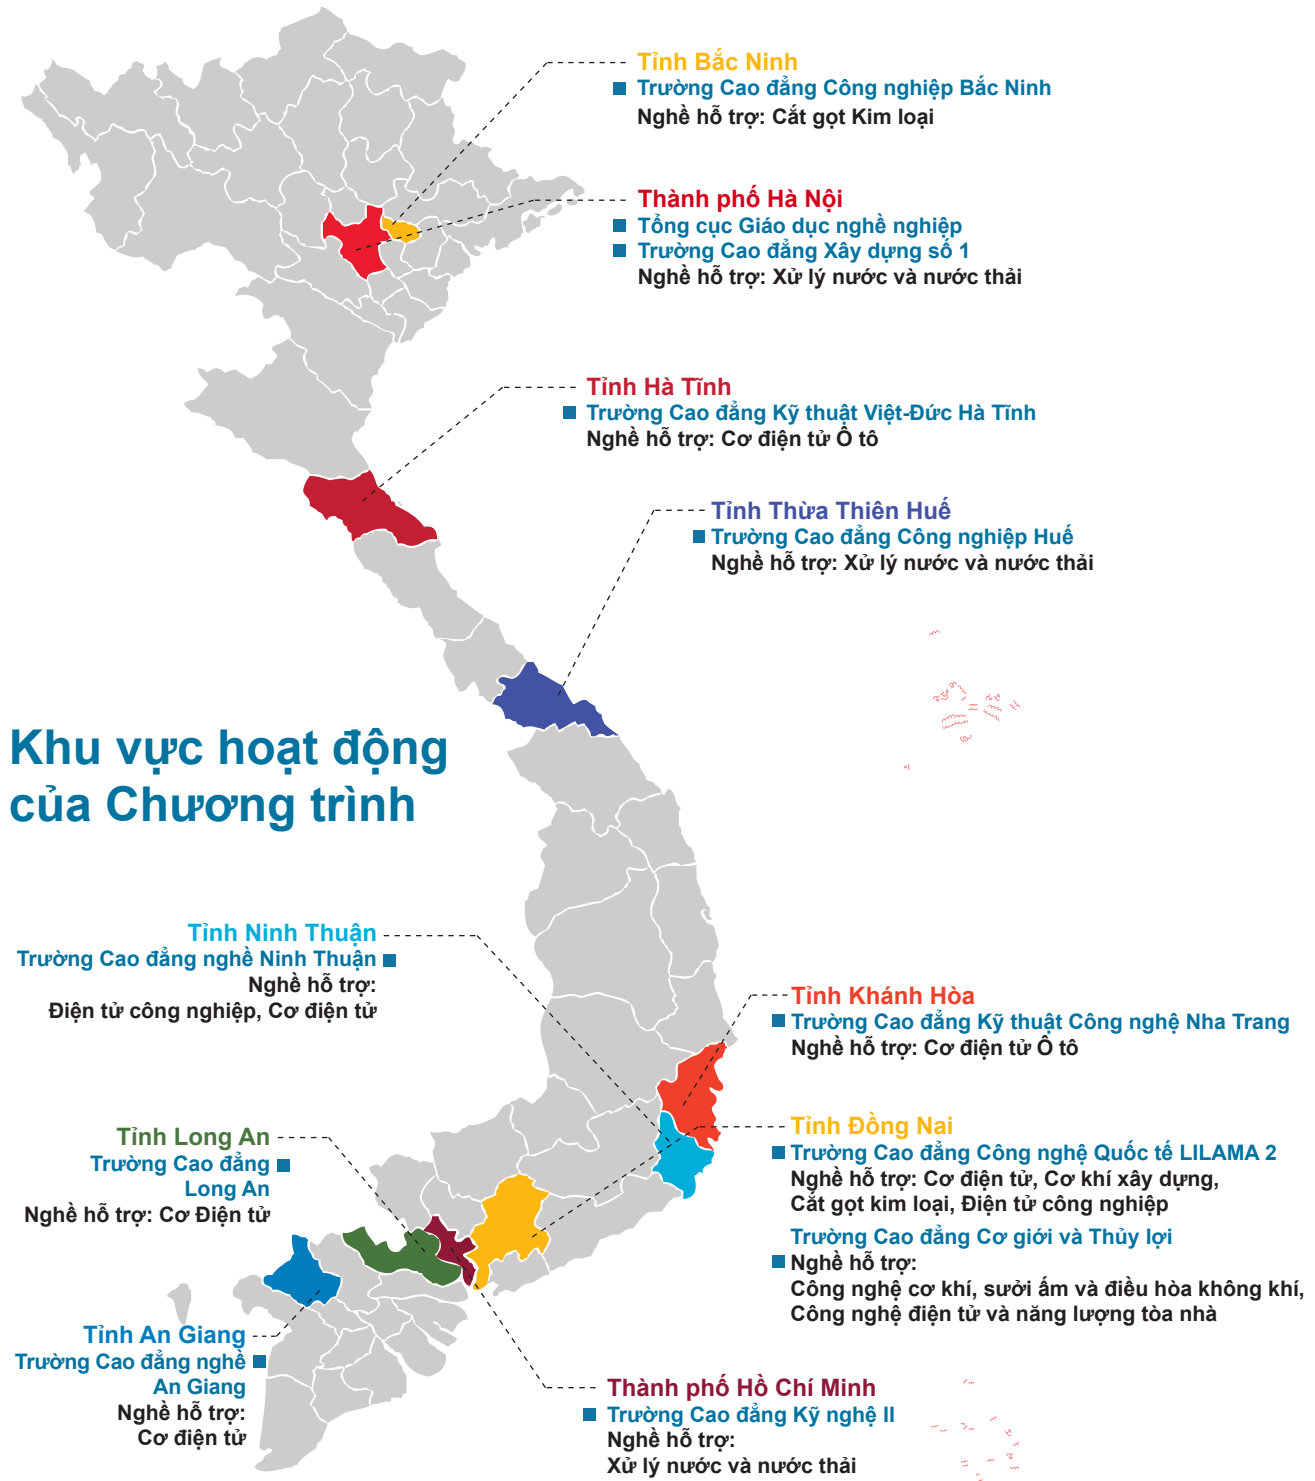 Tỉnh Bắc Ninh
Trường Cao đẳng Công nghiệp Bắc Ninh
Nghề hỗ trợ: Cắt gọt Kim loại
Thành phố Hà Nội
Tổng cục Giáo dục nghề nghiệp
Trường Cao đẳng Xây dựng số 1
Nghề hỗ trợ: Xử lý nước và nước thải
Tỉnh Hà Tĩnh
Trường Cao đẳng Kỹ thuật Việt-Đức Hà Tĩnh
Nghề hỗ trợ: Cơ điện tử Ô tô
Tỉnh Thừa Thiên Huế
Trường Cao đẳng Công nghiệp Huế
Nghề hỗ trợ: Xử lý nước và nước thải
Khu vực hoạt động
của Chương trình
Tỉnh Ninh Thuận
Trường Cao đẳng nghề Ninh Thuận
Nghề hỗ trợ:
Điện tử công nghiệp, Cơ điện tử
Tỉnh Khánh Hòa
Trường Cao đẳng Kỹ thuật Công nghệ Nha Trang
Nghề hỗ trợ: Cơ điện tử Ô tô
Tỉnh Long An
Trường Cao đẳng
Long An
Nghề hỗ trợ: Cơ Điện tử
Tỉnh Đồng Nai
Trường Cao đẳng Công nghệ Quốc tế LILAMA 2
Nghề hỗ trợ: Cơ điện tử, Cơ khí xây dựng,
Cắt gọt kim loại, Điện tử công nghiệp
Trường Cao đẳng Cơ giới và Thủy lợi
Nghề hỗ trợ:
Công nghệ cơ khí, sưởi ấm và điều hòa không khí,
Công nghệ điện tử và năng lượng tòa nhà
Tỉnh An Giang
Trường Cao đẳng nghề
An Giang
Nghề hỗ trợ:
Cơ điện tử
Thành phố Hồ Chí Minh
Trường Cao đẳng Kỹ nghệ II
Nghề hỗ trợ:
Xử lý nước và nước thải